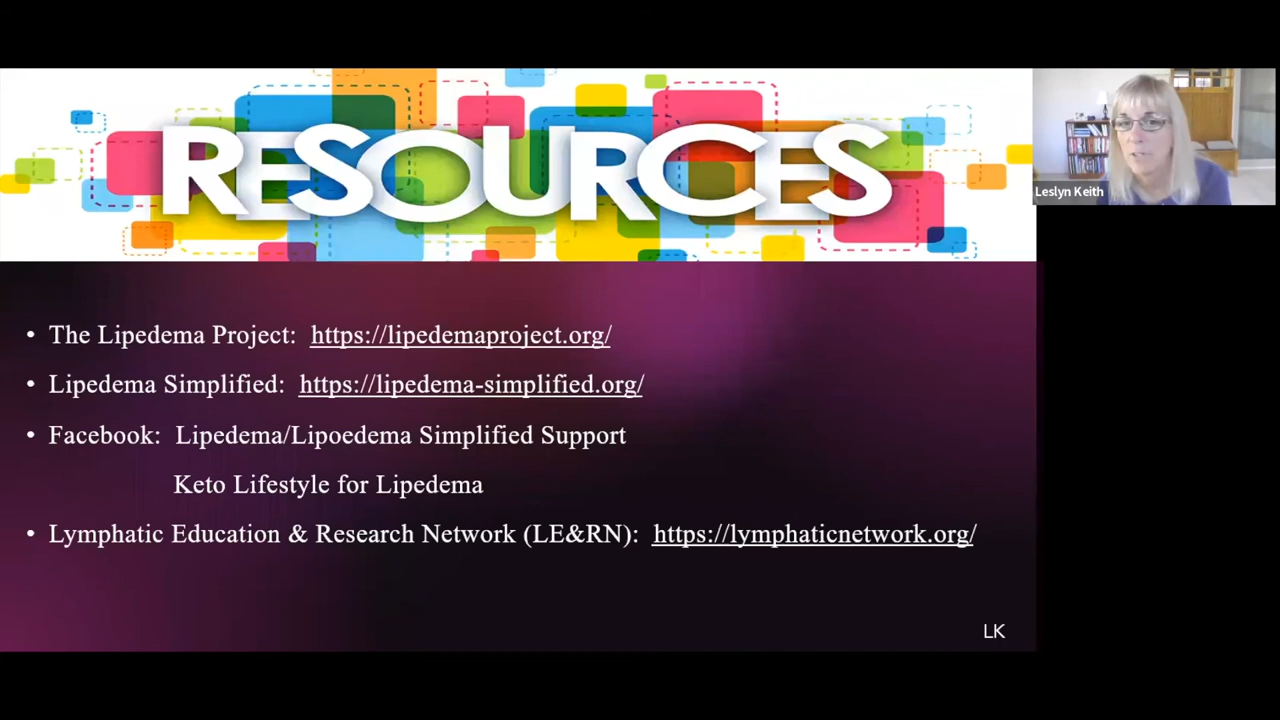 RESOURCES
Leslyn Keith
• The Lipedema Project: https://lipedemaproject.org/
• Lipedema Simplified: https://lipedema-simplified.org/
• Facebook: Lipedema/Lipoedema Simplified Support
Keto Lifestyle for Lipedema
• Lymphatic Education & Research Network (LE&RN): https://lymphaticnetwork.org/
LK